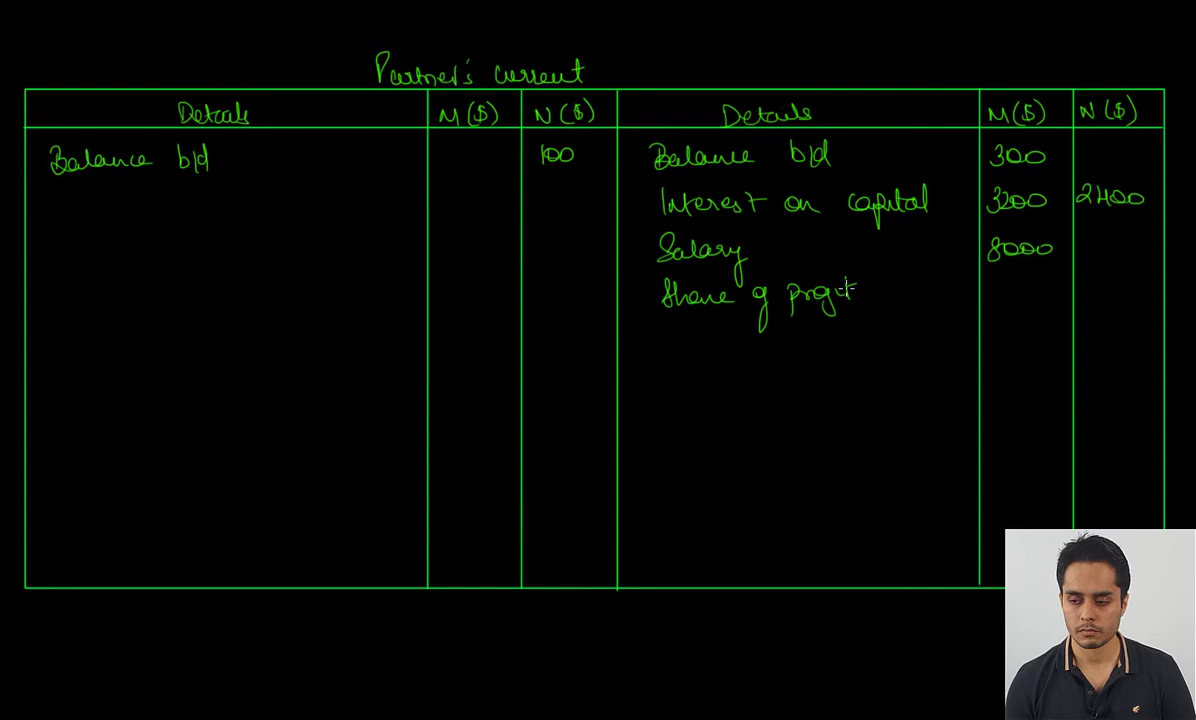 Partner's current
Details M($) N($) Details M($) N($)
Balance b/d 100 Balance b/d 300
Interest on capital 3200 2400
Salary 8000
Share of profit